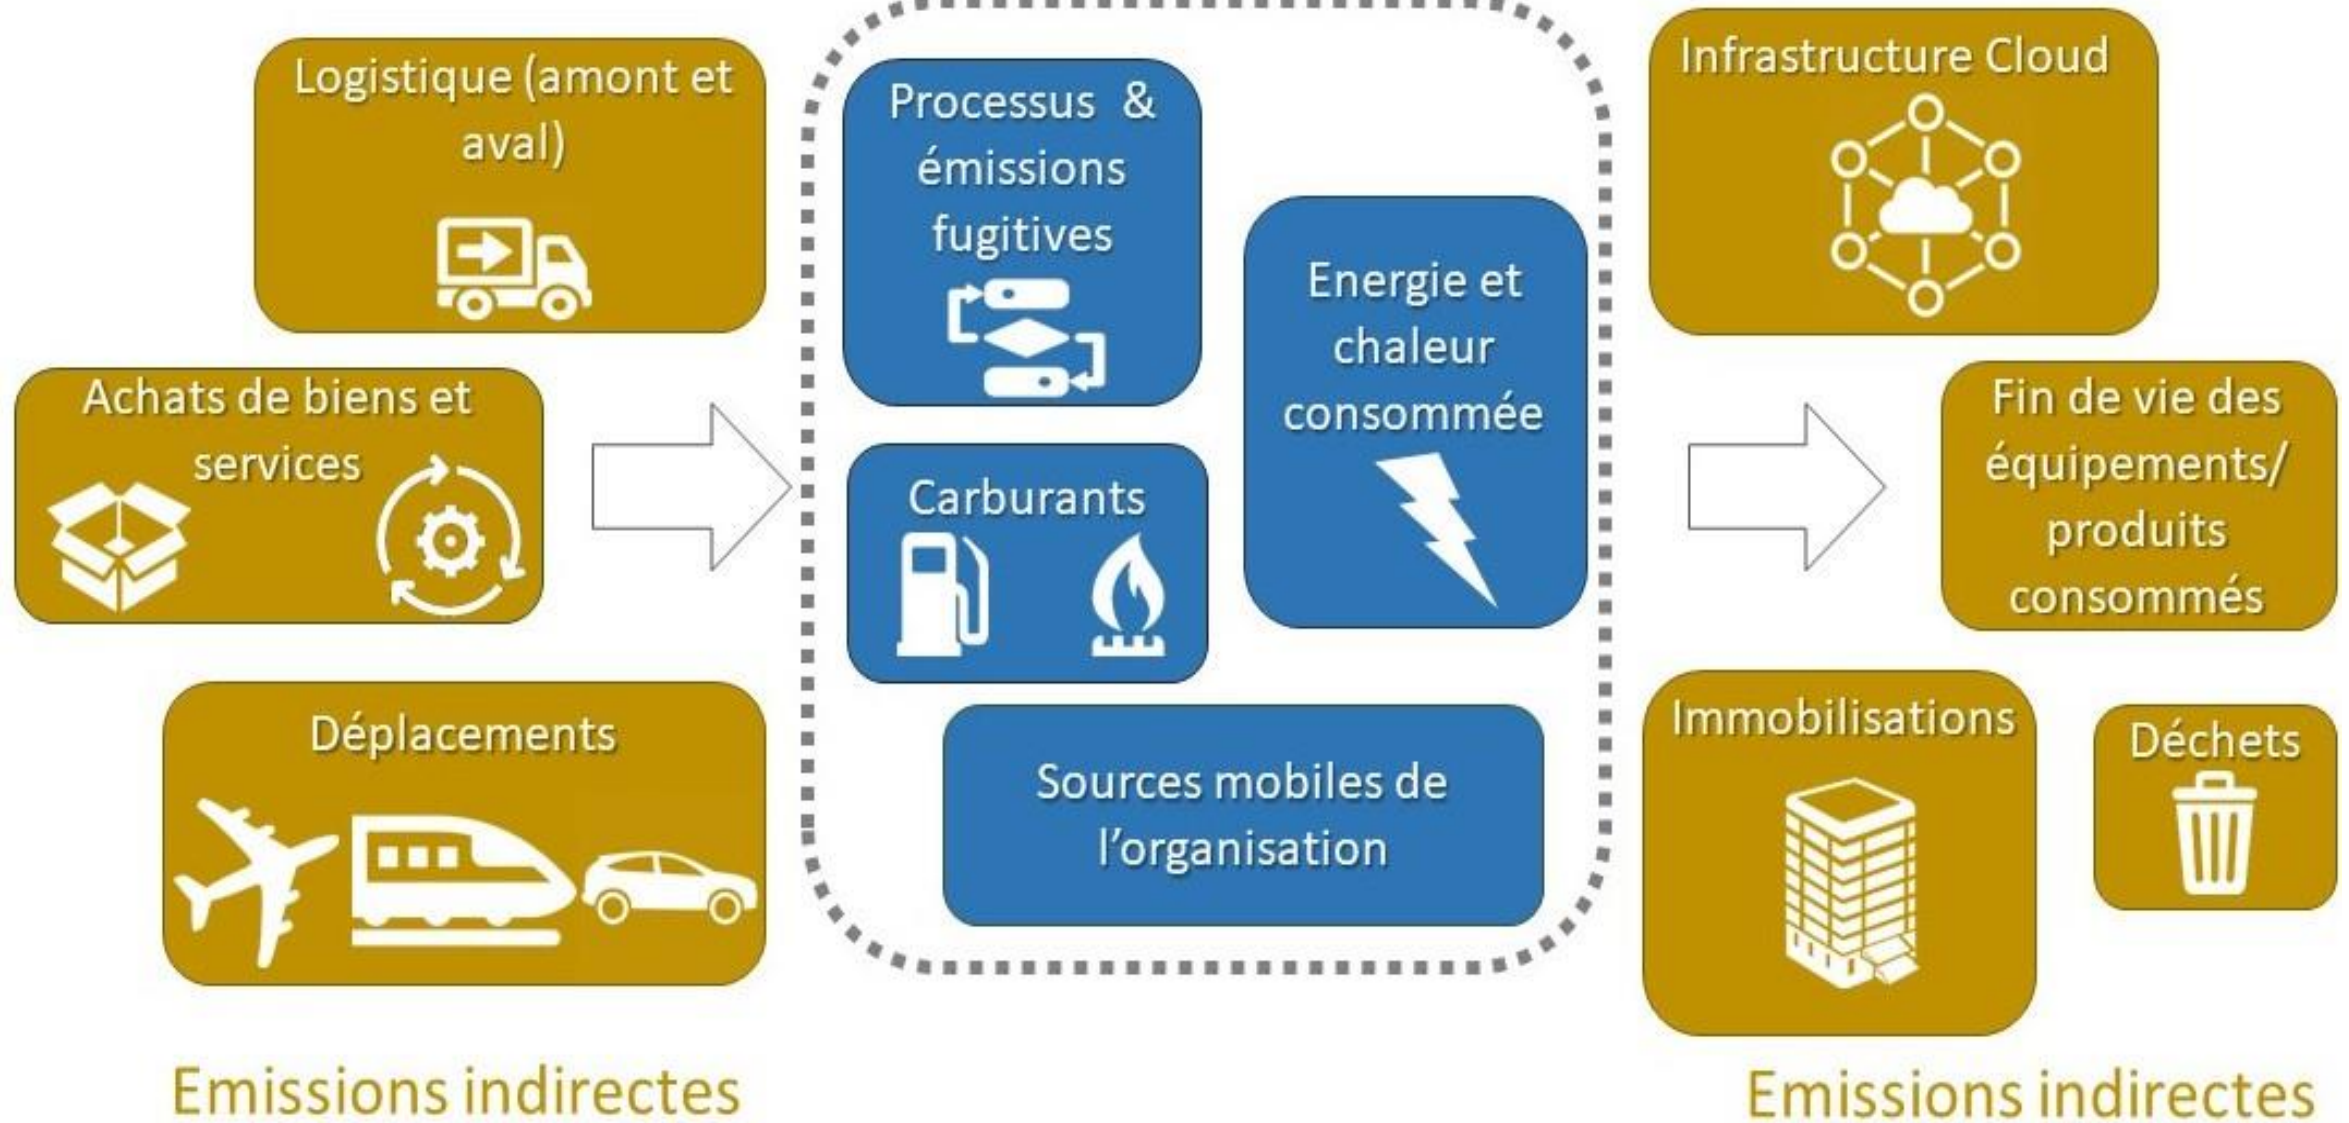 Logistique (amont et
aval)
Achats de biens et
services
Déplacements
Emissions indirectes
Processus &
émissions
fugitives
Energie et
chaleur
consommée
Carburants
Sources mobiles de
l’organisation
Infrastructure Cloud
Fin de vie des
équipements/
produits
consommés
Immobilisations
Déchets
Emissions indirectes